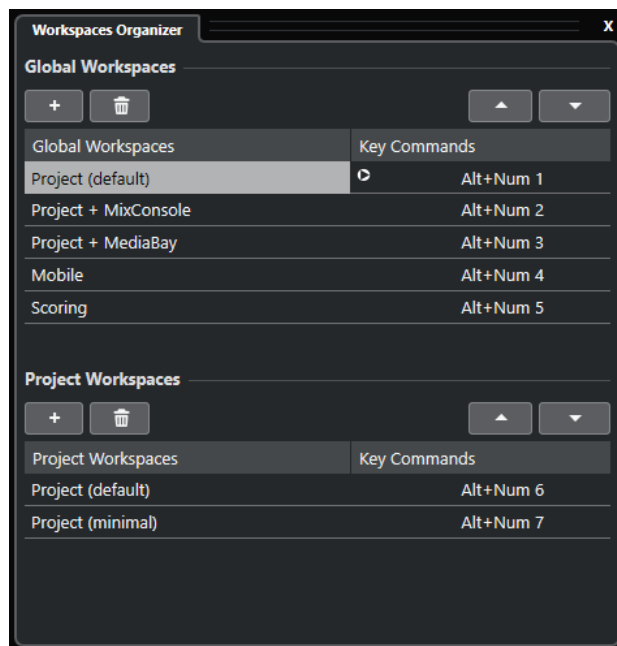 Workspaces Organizer X
Global Workspaces
+
Global Workspaces Key Commands
Project (default) Alt+Num 1
Project + MixConsole Alt+Num 2
Project + MediaBay Alt+Num 3
Mobile Alt+Num 4
Scoring Alt+Num 5
Project Workspaces
+
Project Workspaces Key Commands
Project (default) Alt+Num 6
Project (minimal) Alt+Num 7